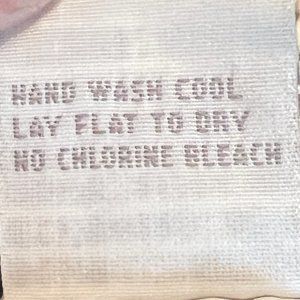 HAND WASH COOL
LAY FLAT TO DRY
NO CHLORINE BLEACH